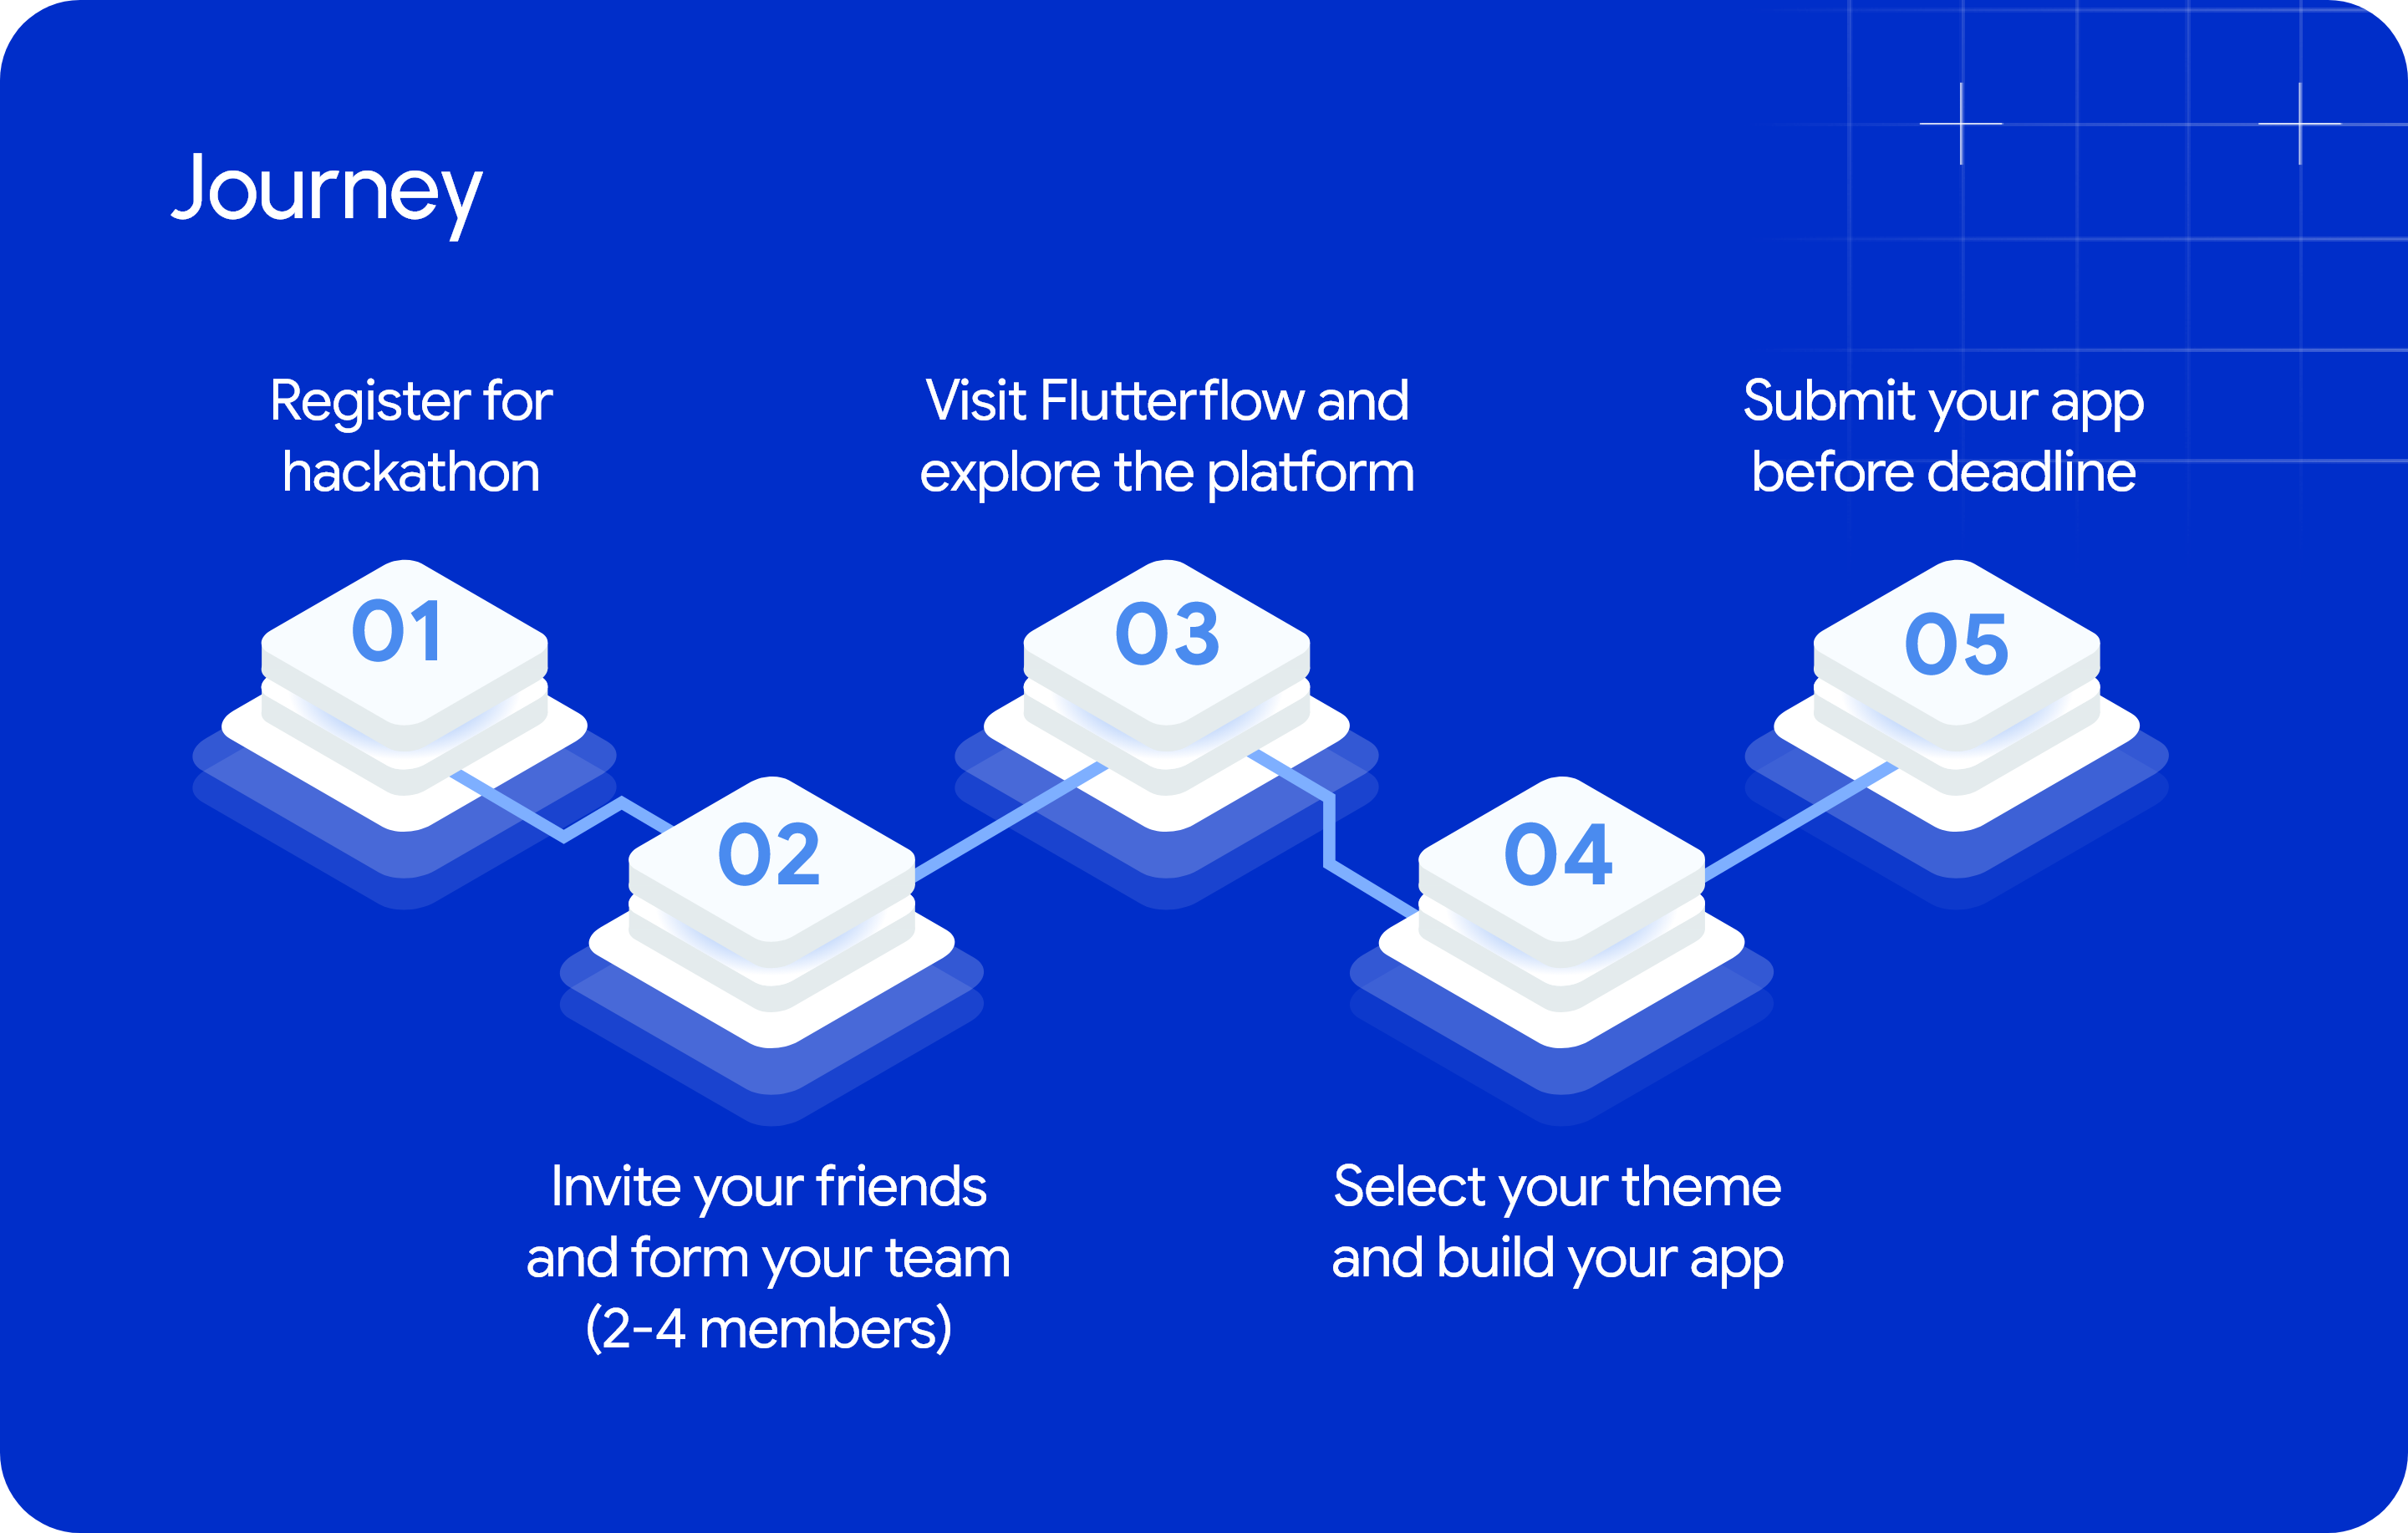 Journey
Register for
hackathon
Visit Flutterflow and
explore the platform
Submit your app
before deadline
01
03
05
02
04
Invite your friends
and form your team
(2-4 members)
Select your theme
and build your app